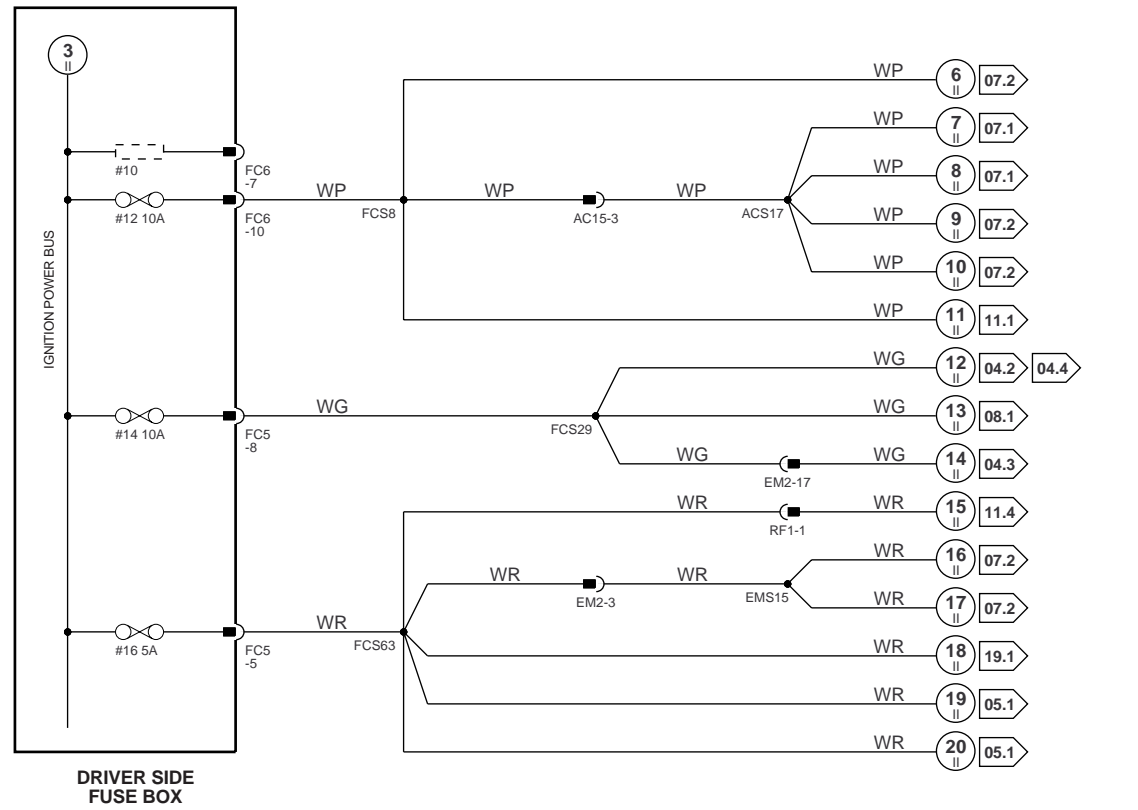 3
II
WP 6 07.2
II
WP 7 07.1
II
#10
FC6
-7
WP 8 07.1
II
WP WP WP
#12 10A
FC6
-10
FCS8
AC15-3
ACS17
WP 9 07.2
II
WP 10 07.2
II
WP 11 11.1
II
IGNITION POWER BUS
WG 12 04.2 04.4
II
WG WG 13 08.1
II
#14 10A
FC5
-8
FCS29
WG WG 14 04.3
II
EM2-17
WR WR 15 11.4
II
RF1-1
WR 16 07.2
II
WR WR
EM2-3
EMS15
WR 17 07.2
II
WR
#16 5A
FC5
-5
FCS63
WR 18 19.1
II
WR 19 05.1
II
WR 20 05.1
II
DRIVER SIDE
FUSE BOX